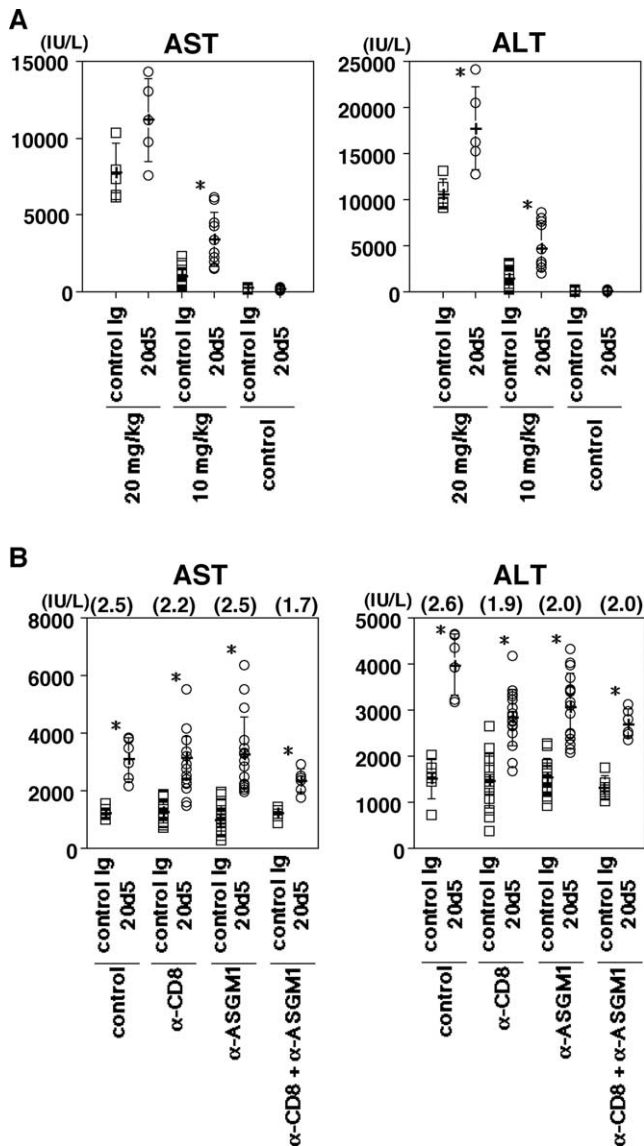 A
AST
(IU/L)
15000
10000
5000
0
*
control Ig
20d5
control Ig
20d5
control Ig
20d5
20 mg/kg
10 mg/kg
control
ALT
(IU/L)
25000
20000
15000
10000
5000
0
*
*
control Ig
20d5
control Ig
20d5
control Ig
20d5
20 mg/kg
10 mg/kg
control
B
AST
(IU/L)
(2.5) (2.2) (2.5) (1.7)
8000
6000
4000
2000
0
* * * *
control Ig
20d5
control Ig
20d5
control Ig
20d5
control Ig
20d5
control
α-CD8
α-ASGM1
α-CD8 + α-ASGM1
ALT
(IU/L)
(2.6) (1.9) (2.0) (2.0)
5000
4000
3000
2000
1000
0
* * * *
control Ig
20d5
control Ig
20d5
control Ig
20d5
control Ig
20d5
control
α-CD8
α-ASGM1
α-CD8 + α-ASGM1